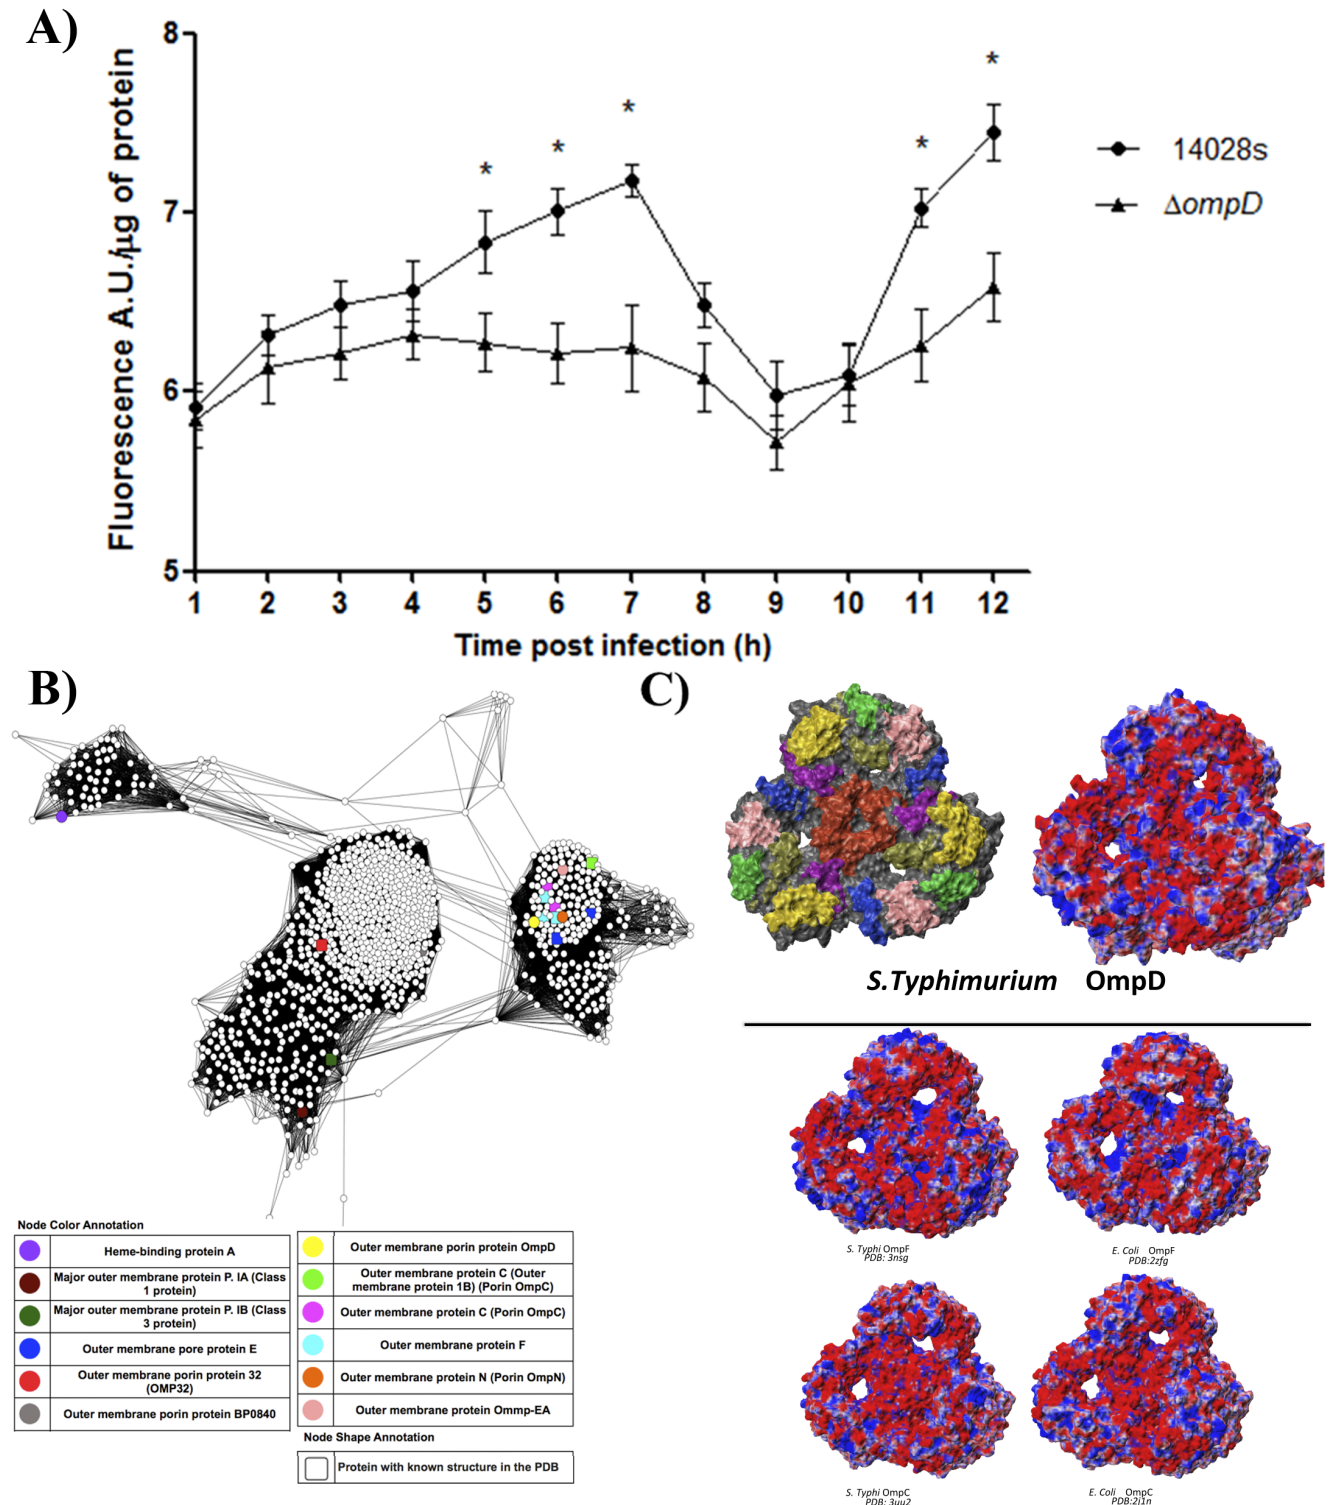 A)
Fluorescence A.U./μg of protein
8
7
6
5
* * * * *
14028s
ΔompD
1 2 3 4 5 6 7 8 9 10 11 12
Time post infection (h)
B)
Node Color Annotation
Heme-binding protein A
Major outer membrane protein P. IA (Class
1 protein)
Major outer membrane protein P. IB (Class
3 protein)
Outer membrane pore protein E
Outer membrane porin protein 32
(OMP32)
Outer membrane porin protein BP0840
Outer membrane porin protein OmpD
Outer membrane protein C (Outer
membrane protein 1B) (Porin OmpC)
Outer membrane protein C (Porin OmpC)
Outer membrane protein F
Outer membrane protein N (Porin OmpN)
Outer membrane protein Ommp-EA
Node Shape Annotation
Protein with known structure in the PDB
C)
S.Typhimurium OmpD
S. Typhi OmpF
PDB: 3nsg
E. Coli OmpF
PDB:2zfg
S. Typhi OmpC
PDB: 3uu2
E. Coli OmpC
PDB:2j1n